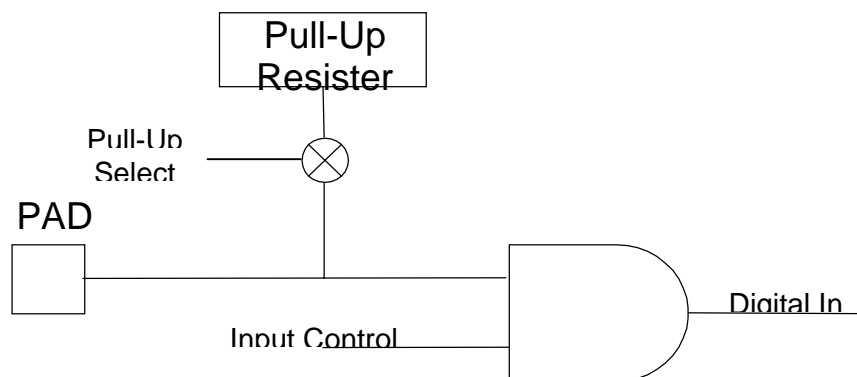 Pull-Up
Resister
Pull-Up
Select
PAD
Digital In
Input Control